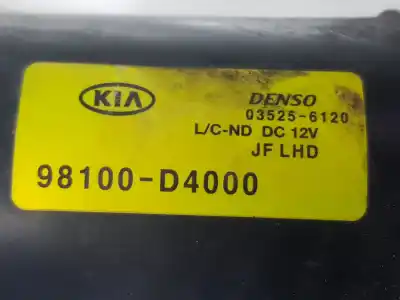 KIA
DENSO
03525-6120
L/C-ND DC 12V
JF LHD
98100-D4000